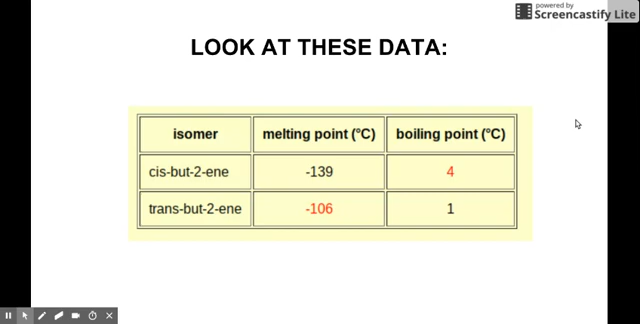 powered by
Screencastify Lite
LOOK AT THESE DATA:
isomer melting point (°C) boiling point (°C)
cis-but-2-ene -139 4
trans-but-2-ene -106 1